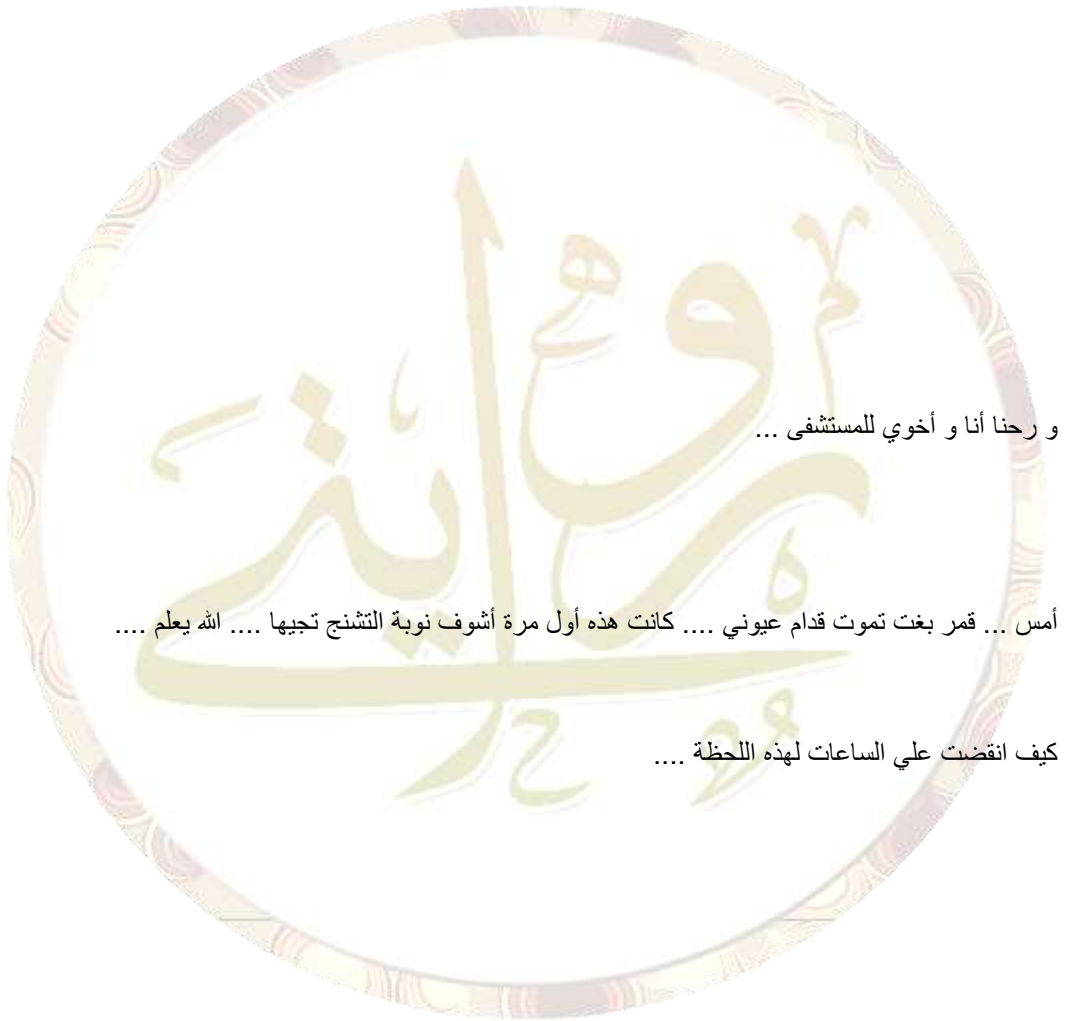 و رحنا أنا و أخوي للمستشفى ...
أمس ... قمر بغت تموت قدام عيوني .... كانت هذه أول مرة أشوف نوبة التشنج تجيها .... الله يعلم ....
كيف انقضت علي الساعات لهذه اللحظة ....
روايتي